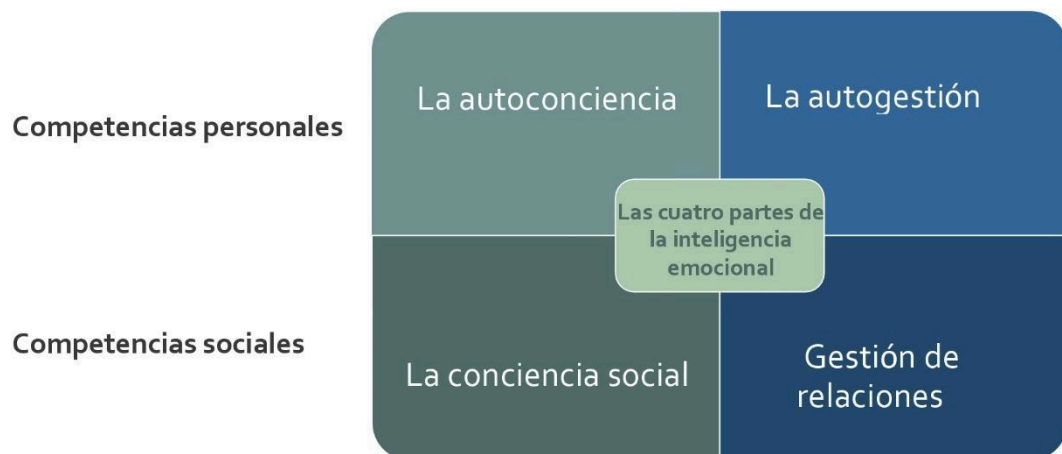 La autoconciencia
La autogestión
Competencias personales
Las cuatro partes de
la inteligencia
emocional
Competencias sociales
La conciencia social
Gestión de
relaciones